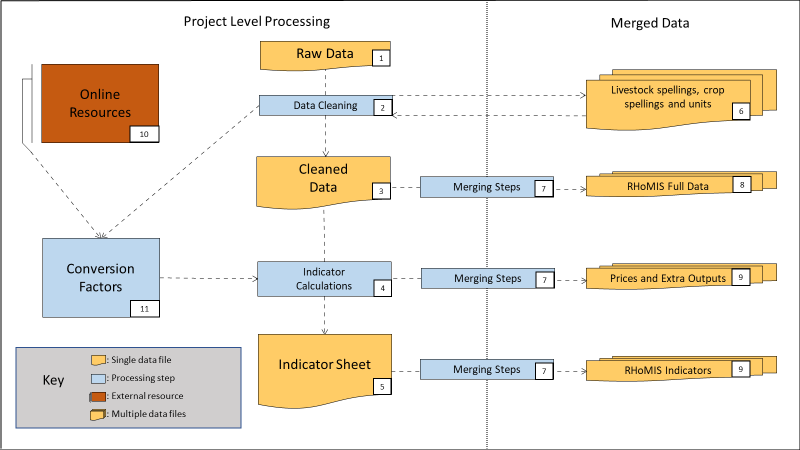 Project Level Processing
Merged Data
Raw Data
1
Online
Resources
10
Data Cleaning
2
Livestock spellings, crop
spellings and units
6
Cleaned
Data
3
Merging Steps
7
RHoMIS Full Data
8
Conversion
Factors
11
Indicator
Calculations
4
Merging Steps
7
Prices and Extra Outputs
9
Indicator Sheet
5
Merging Steps
7
RHoMIS Indicators
9
Key
: Single data file
: Processing step
: External resource
: Multiple data files